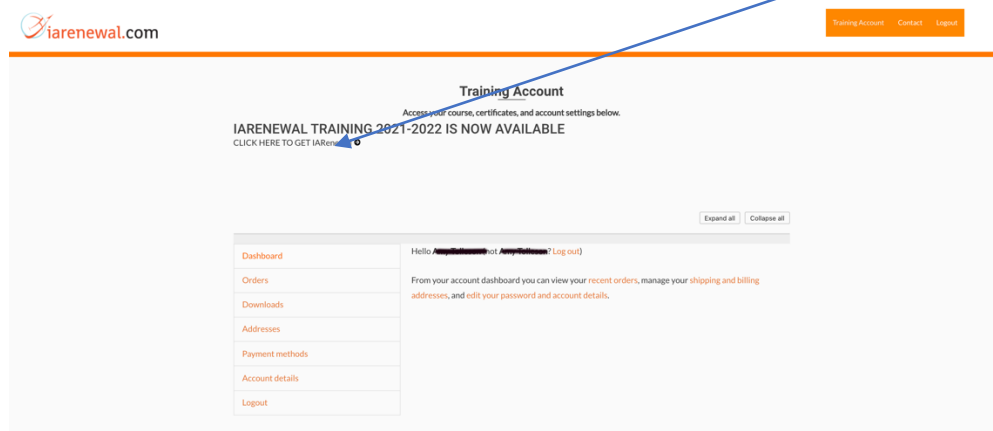 iarenewal.com
Training Account Contact Logout
Training Account
Access your course, certificates, and account settings below.
IARENEWAL TRAINING 2021-2022 IS NOW AVAILABLE
CLICK HERE TO GET
Expand all Collapse all
Dashboard
Orders
Downloads
Addresses
Payment methods
Account details
Logout
Hello not ? Log out)
From your account dashboard you can view your recent orders, manage your shipping and billing
addresses, and edit your password and account details.